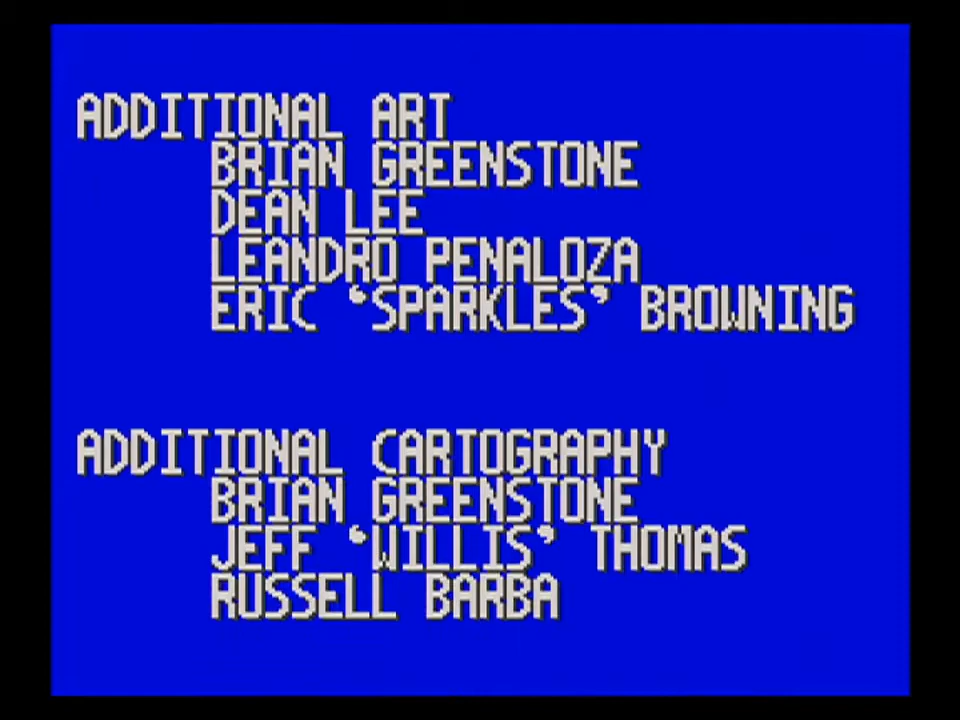 ADDITIONAL ART
BRIAN GREENSTONE
DEAN LEE
LEANDRO PENALOZA
ERIC ‘SPARKLES’ BROWNING
ADDITIONAL CARTOGRAPHY
BRIAN GREENSTONE
JEFF ‘WILLIS’ THOMAS
RUSSELL BARBA